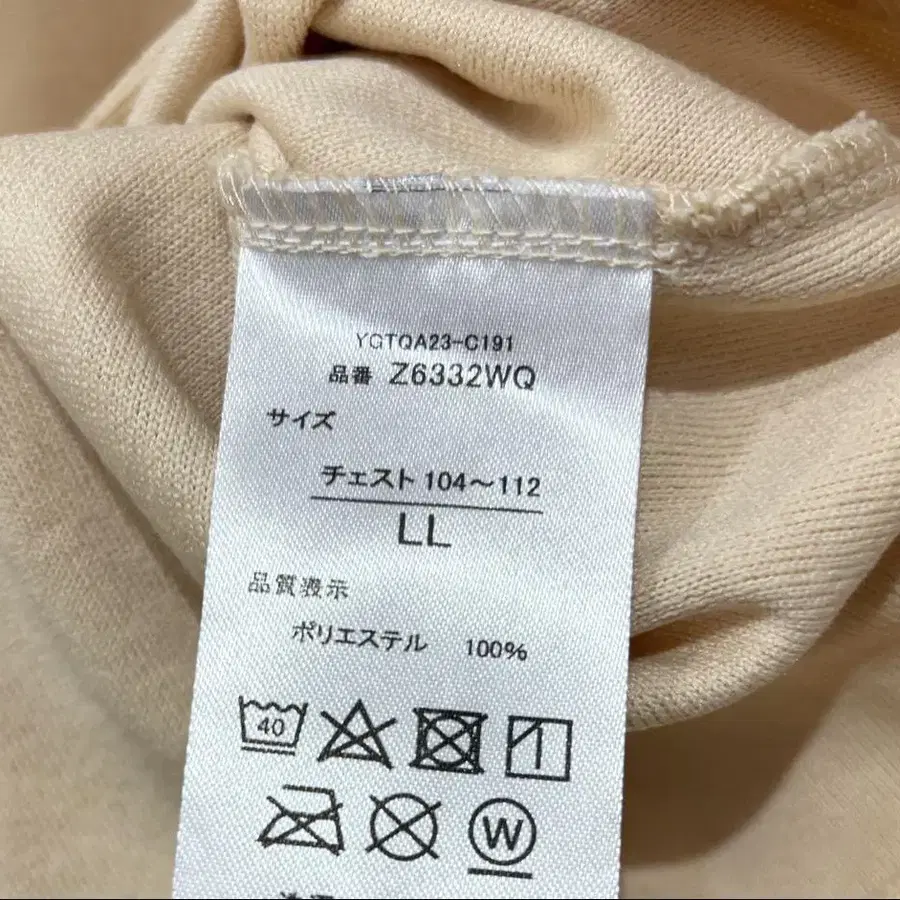 YGTQA23-C191
品番 Z6332WQ
サイズ
チェスト 104〜112
LL
品質表示
ポリエステル 100%
40
W